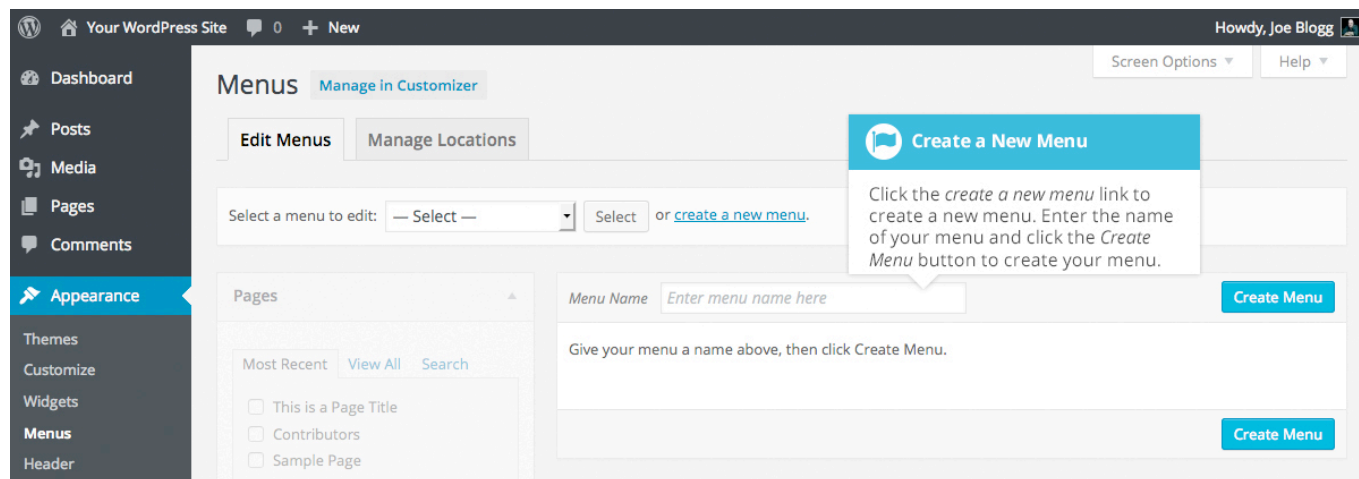 Your WordPress Site 0 + New Howdy, Joe Blogg
Screen Options Help
Dashboard
Posts
Media
Pages
Comments
Appearance
Themes
Customize
Widgets
Menus
Header
Menus Manage in Customizer
Edit Menus Manage Locations
Select a menu to edit: — Select — Select or create a new menu.
Create a New Menu
Click the create a new menu link to
create a new menu. Enter the name
of your menu and click the Create
Menu button to create your menu.
Pages
Most Recent View All Search
This is a Page Title
Contributors
Sample Page
Menu Name Enter menu name here Create Menu
Give your menu a name above, then click Create Menu.
Create Menu